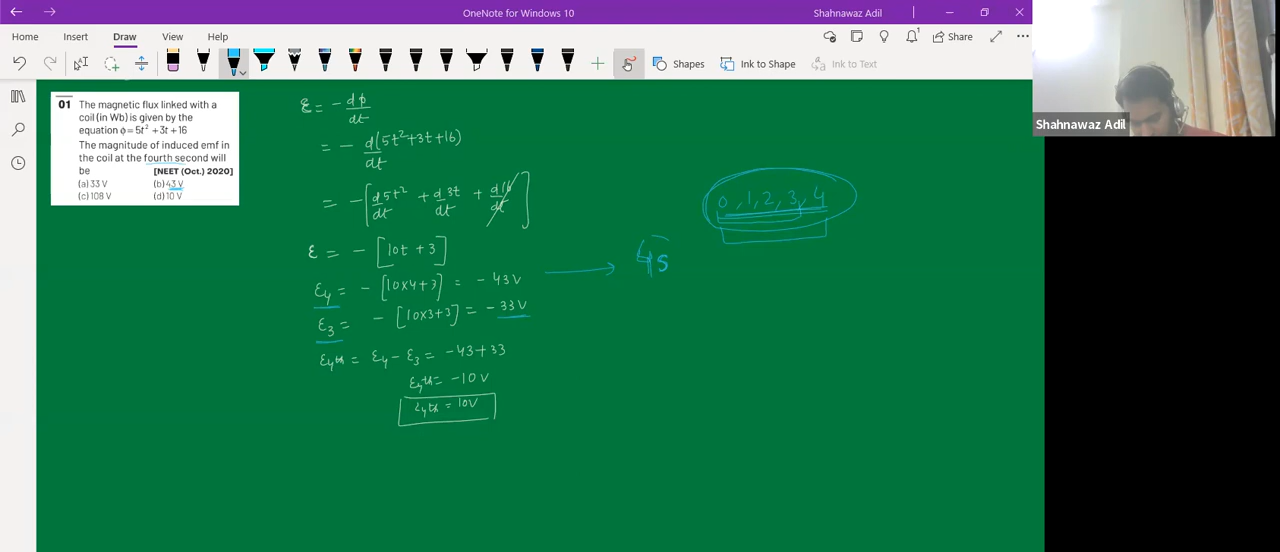 OneNote for Windows 10
Shahnawaz Adil
Home Insert Draw View Help
Share
Shapes Ink to Shape Ink to Text
01 The magnetic flux linked with a
coil (in Wb) is given by the
equation ϕ = 5t² + 3t + 16
The magnitude of induced emf in
the coil at the fourth second will
be [NEET (Oct.) 2020]
(a) 33 V (b) 43 V
(c) 108 V (d) 10 V
ε = - dϕ/dt
= - d(5t²+3t+16)/dt
= - [d5t²/dt + d3t/dt + d16/dt]
ε = - [10t + 3]
ε₄ = - [10×4+3] = - 43V → 4s
ε₃ = - [10×3+3] = - 33V
ε₄th = ε₄ - ε₃ = -43+33
ε₄th = -10V
ε₄th = 10V
0, 1, 2, 3, 4
Shahnawaz Adil